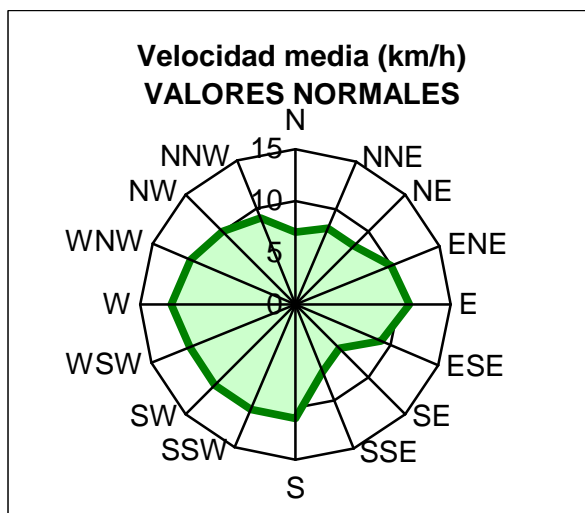 Velocidad media (km/h)
VALORES NORMALES
N
NNW
15
NNE
NW
10
NE
WNW
5
ENE
W
0
E
WSW
ESE
SW
SE
SSW
SSE
S